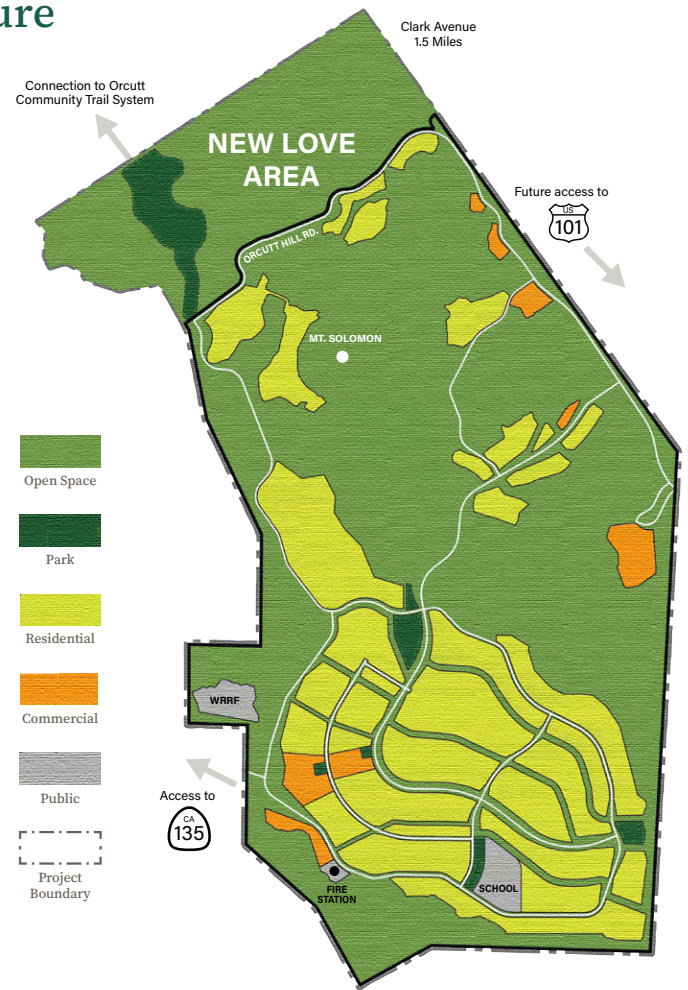 ure
Clark Avenue
1.5 Miles
Connection to Orcutt
Community Trail System
NEW LOVE
AREA
Future access to
US
101
ORCUTT HILL RD.
MT. SOLOMON
Open Space
Park
Residential
Commercial
Public
Project
Boundary
WRRF
Access to
CA
135
FIRE
STATION
SCHOOL